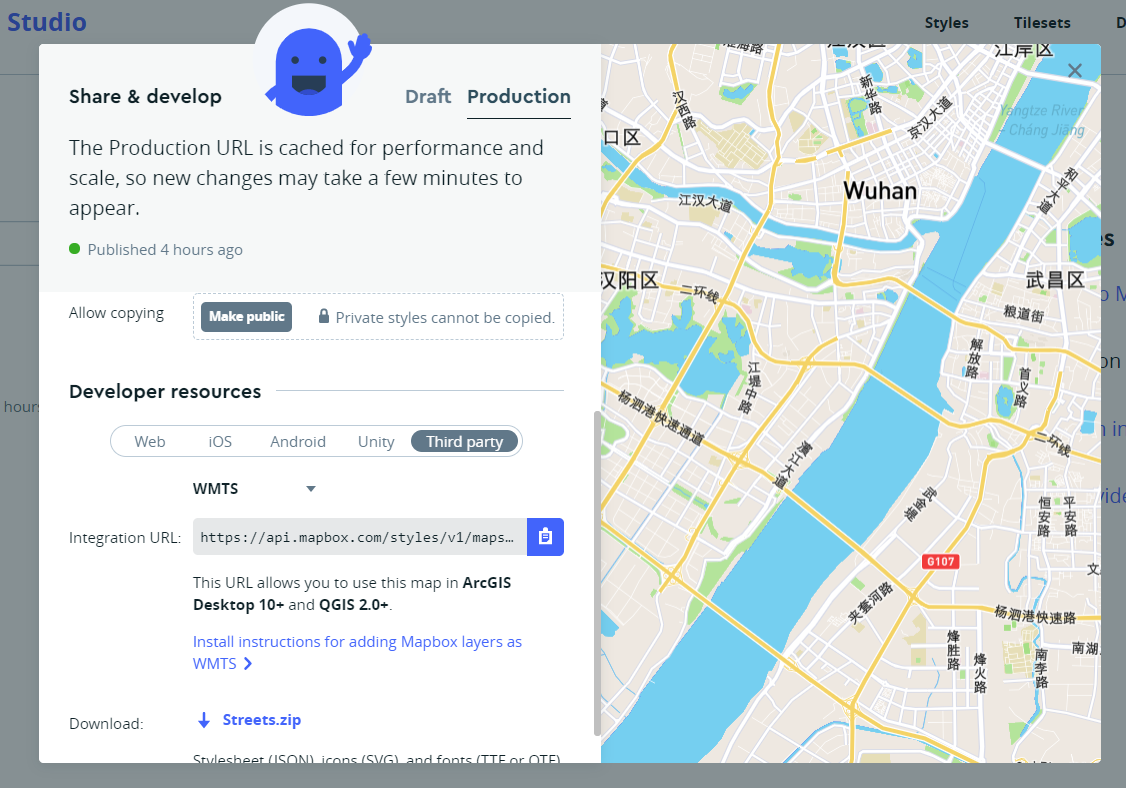 Studio
Styles
Tilesets
D
Share & develop
Draft
Production
The Production URL is cached for performance and
scale, so new changes may take a few minutes to
appear.
Published 4 hours ago
Allow copying
Make public
Private styles cannot be copied.
Developer resources
Web
iOS
Android
Unity
Third party
WMTS
Integration URL:
https://api.mapbox.com/styles/v1/maps…
This URL allows you to use this map in ArcGIS
Desktop 10+ and QGIS 2.0+.
Install instructions for adding Mapbox layers as
WMTS
Download:
Streets.zip
Stylesheet (JSON), icons (SVG), and fonts (TTF or OTF)
hours
江岸区
新华路
汉西路
京汉大道
Yangtze River
- Cháng Jiāng
口区
和平大道
Wuhan
江汉大道
汉阳区
二环线
武昌区
粮道街
解放路
首义路
江堤中路
杨泗港快速通道
二环线
滨江大道
武金堤
恒安路
平安路
G107
文
夹套河路
杨泗港快速路
烽胜路
烽火路
南李路
南湖